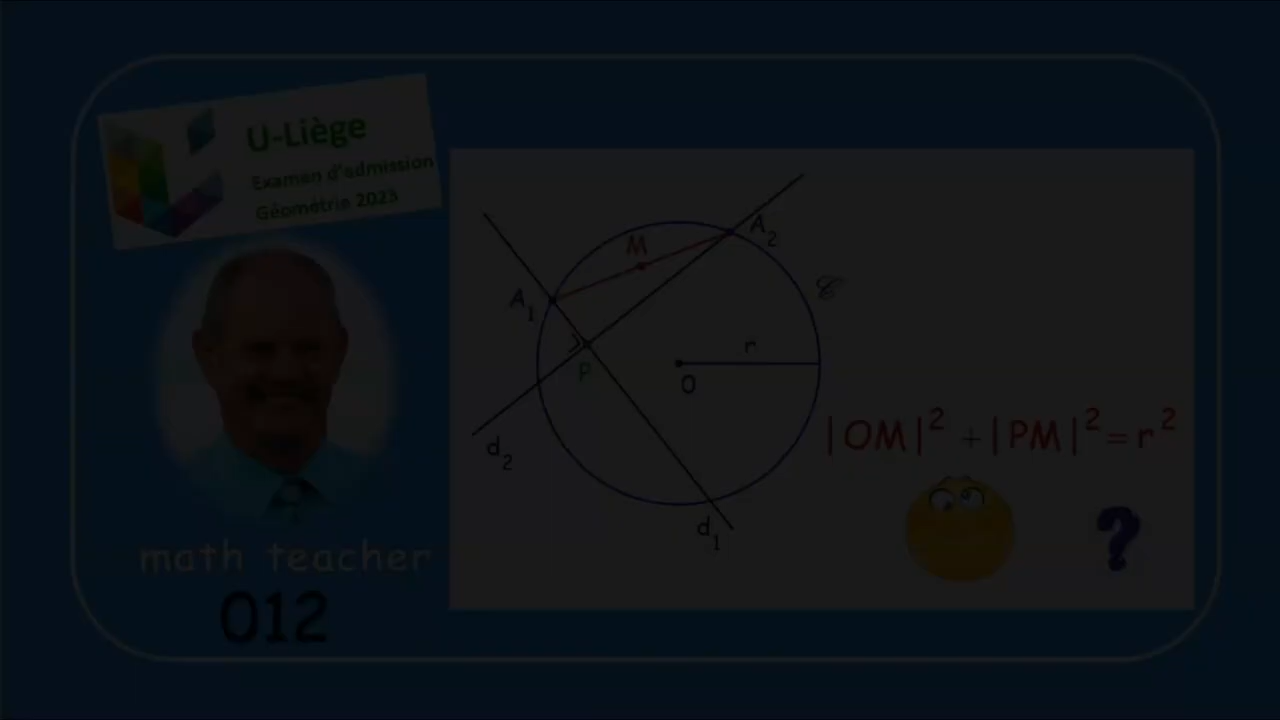 U-Liège
Examen d'admission
Géométrie 2023
math teacher
012
A₁
M
A₂
𝒞
P
r
O
d₂
d₁
|OM|² + |PM|² = r²
?